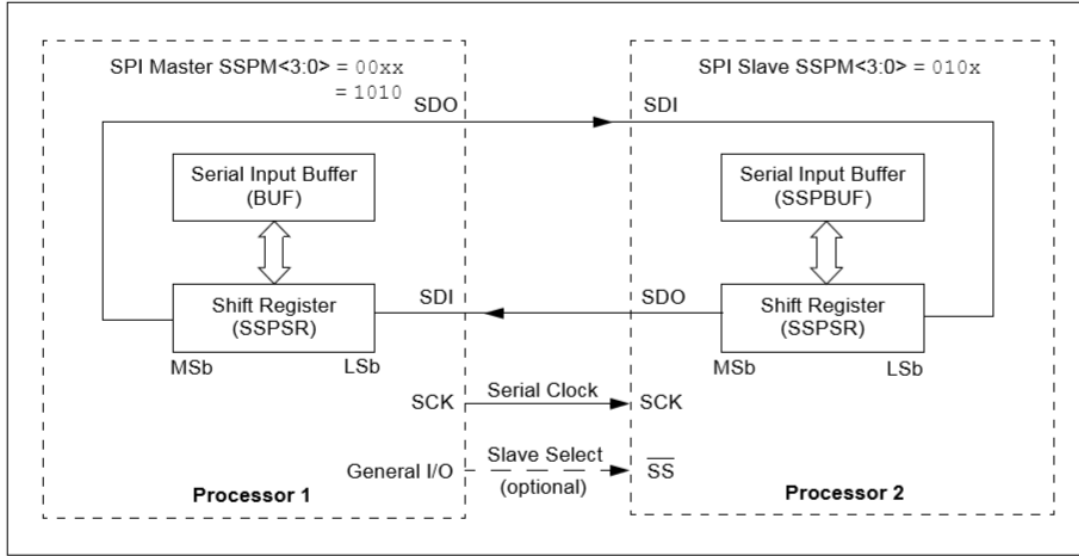 SPI Master SSPM<3:0> = 00xx
= 1010
SDO
Serial Input Buffer
(BUF)
Shift Register
(SSPSR)
MSb
LSb
SDI
SCK
General I/O
Processor 1
Serial Clock
Slave Select
(optional)
SPI Slave SSPM<3:0> = 010x
SDI
Serial Input Buffer
(SSPBUF)
SDO
Shift Register
(SSPSR)
MSb
LSb
SCK
SS
Processor 2